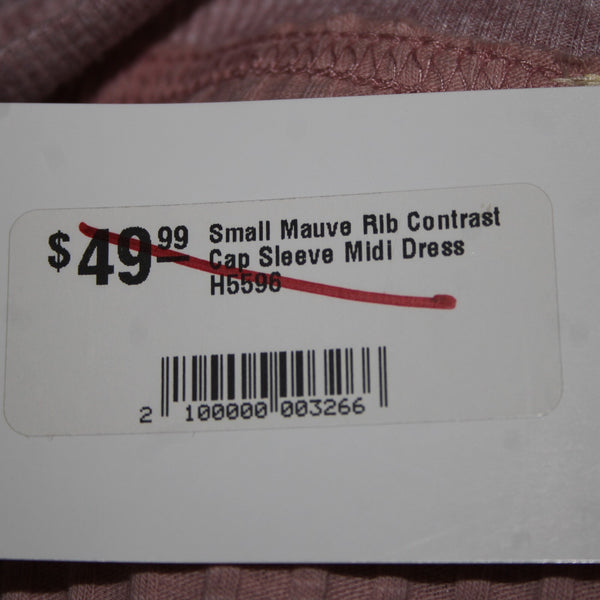 $49.99 Small Mauve Rib Contrast
Cap Sleeve Midi Dress
H5596
2 100000 003266